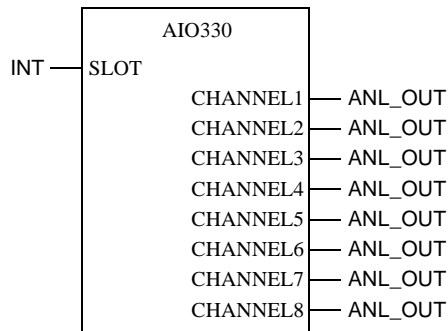 AIO330
INT SLOT
CHANNEL1 ANL_OUT
CHANNEL2 ANL_OUT
CHANNEL3 ANL_OUT
CHANNEL4 ANL_OUT
CHANNEL5 ANL_OUT
CHANNEL6 ANL_OUT
CHANNEL7 ANL_OUT
CHANNEL8 ANL_OUT